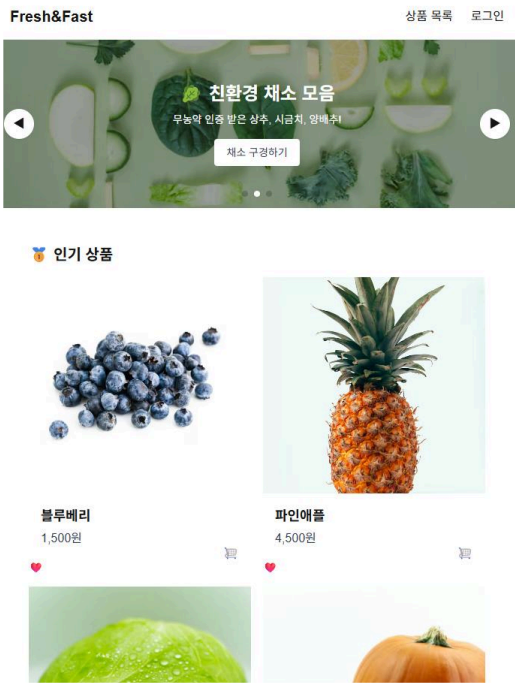 Fresh&Fast
상품 목록 로그인
친환경 채소 모음
무농약 인증 받은 상추, 시금치, 양배추!
채소 구경하기
인기 상품
블루베리
1,500원
파인애플
4,500원